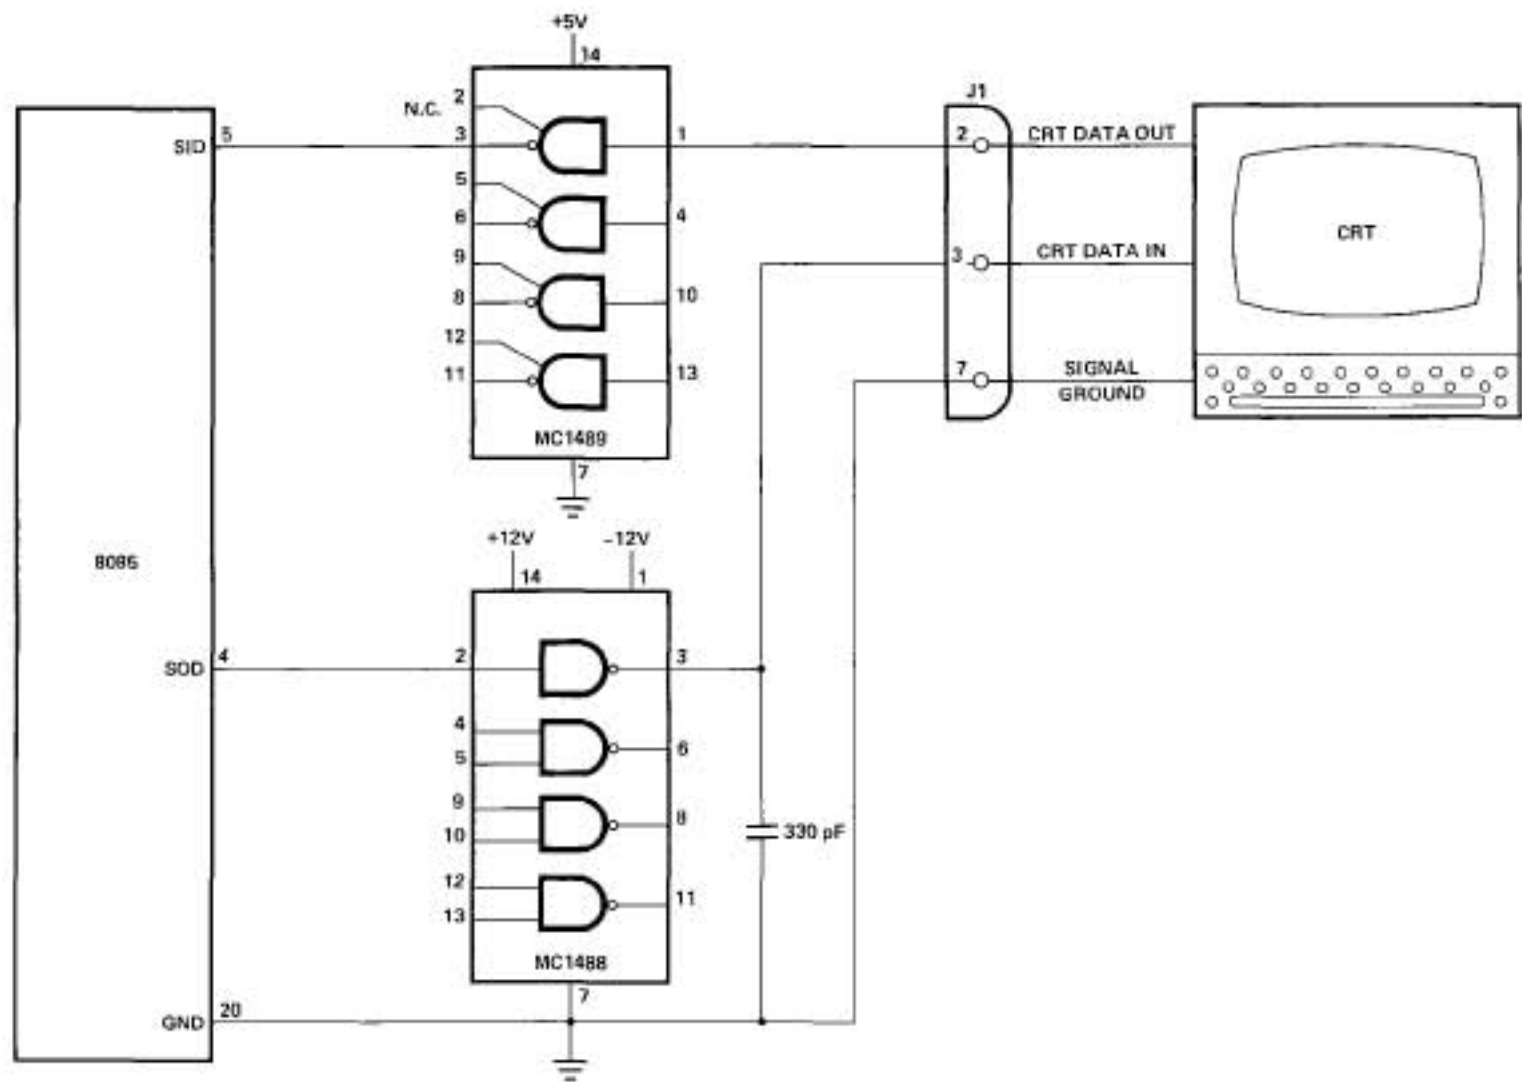 +5V
14
J1
N.C. 2
SID 5 3 1 2 CRT DATA OUT
5
6 4
CRT
9 3 CRT DATA IN
8 10
12
11 13 7 SIGNAL
GROUND
MC1489
7
+12V -12V
8085
14 1
SOD 4 2 3
4
5 6
9
10 8 330 pF
12
13 11
MC1488
7
GND 20